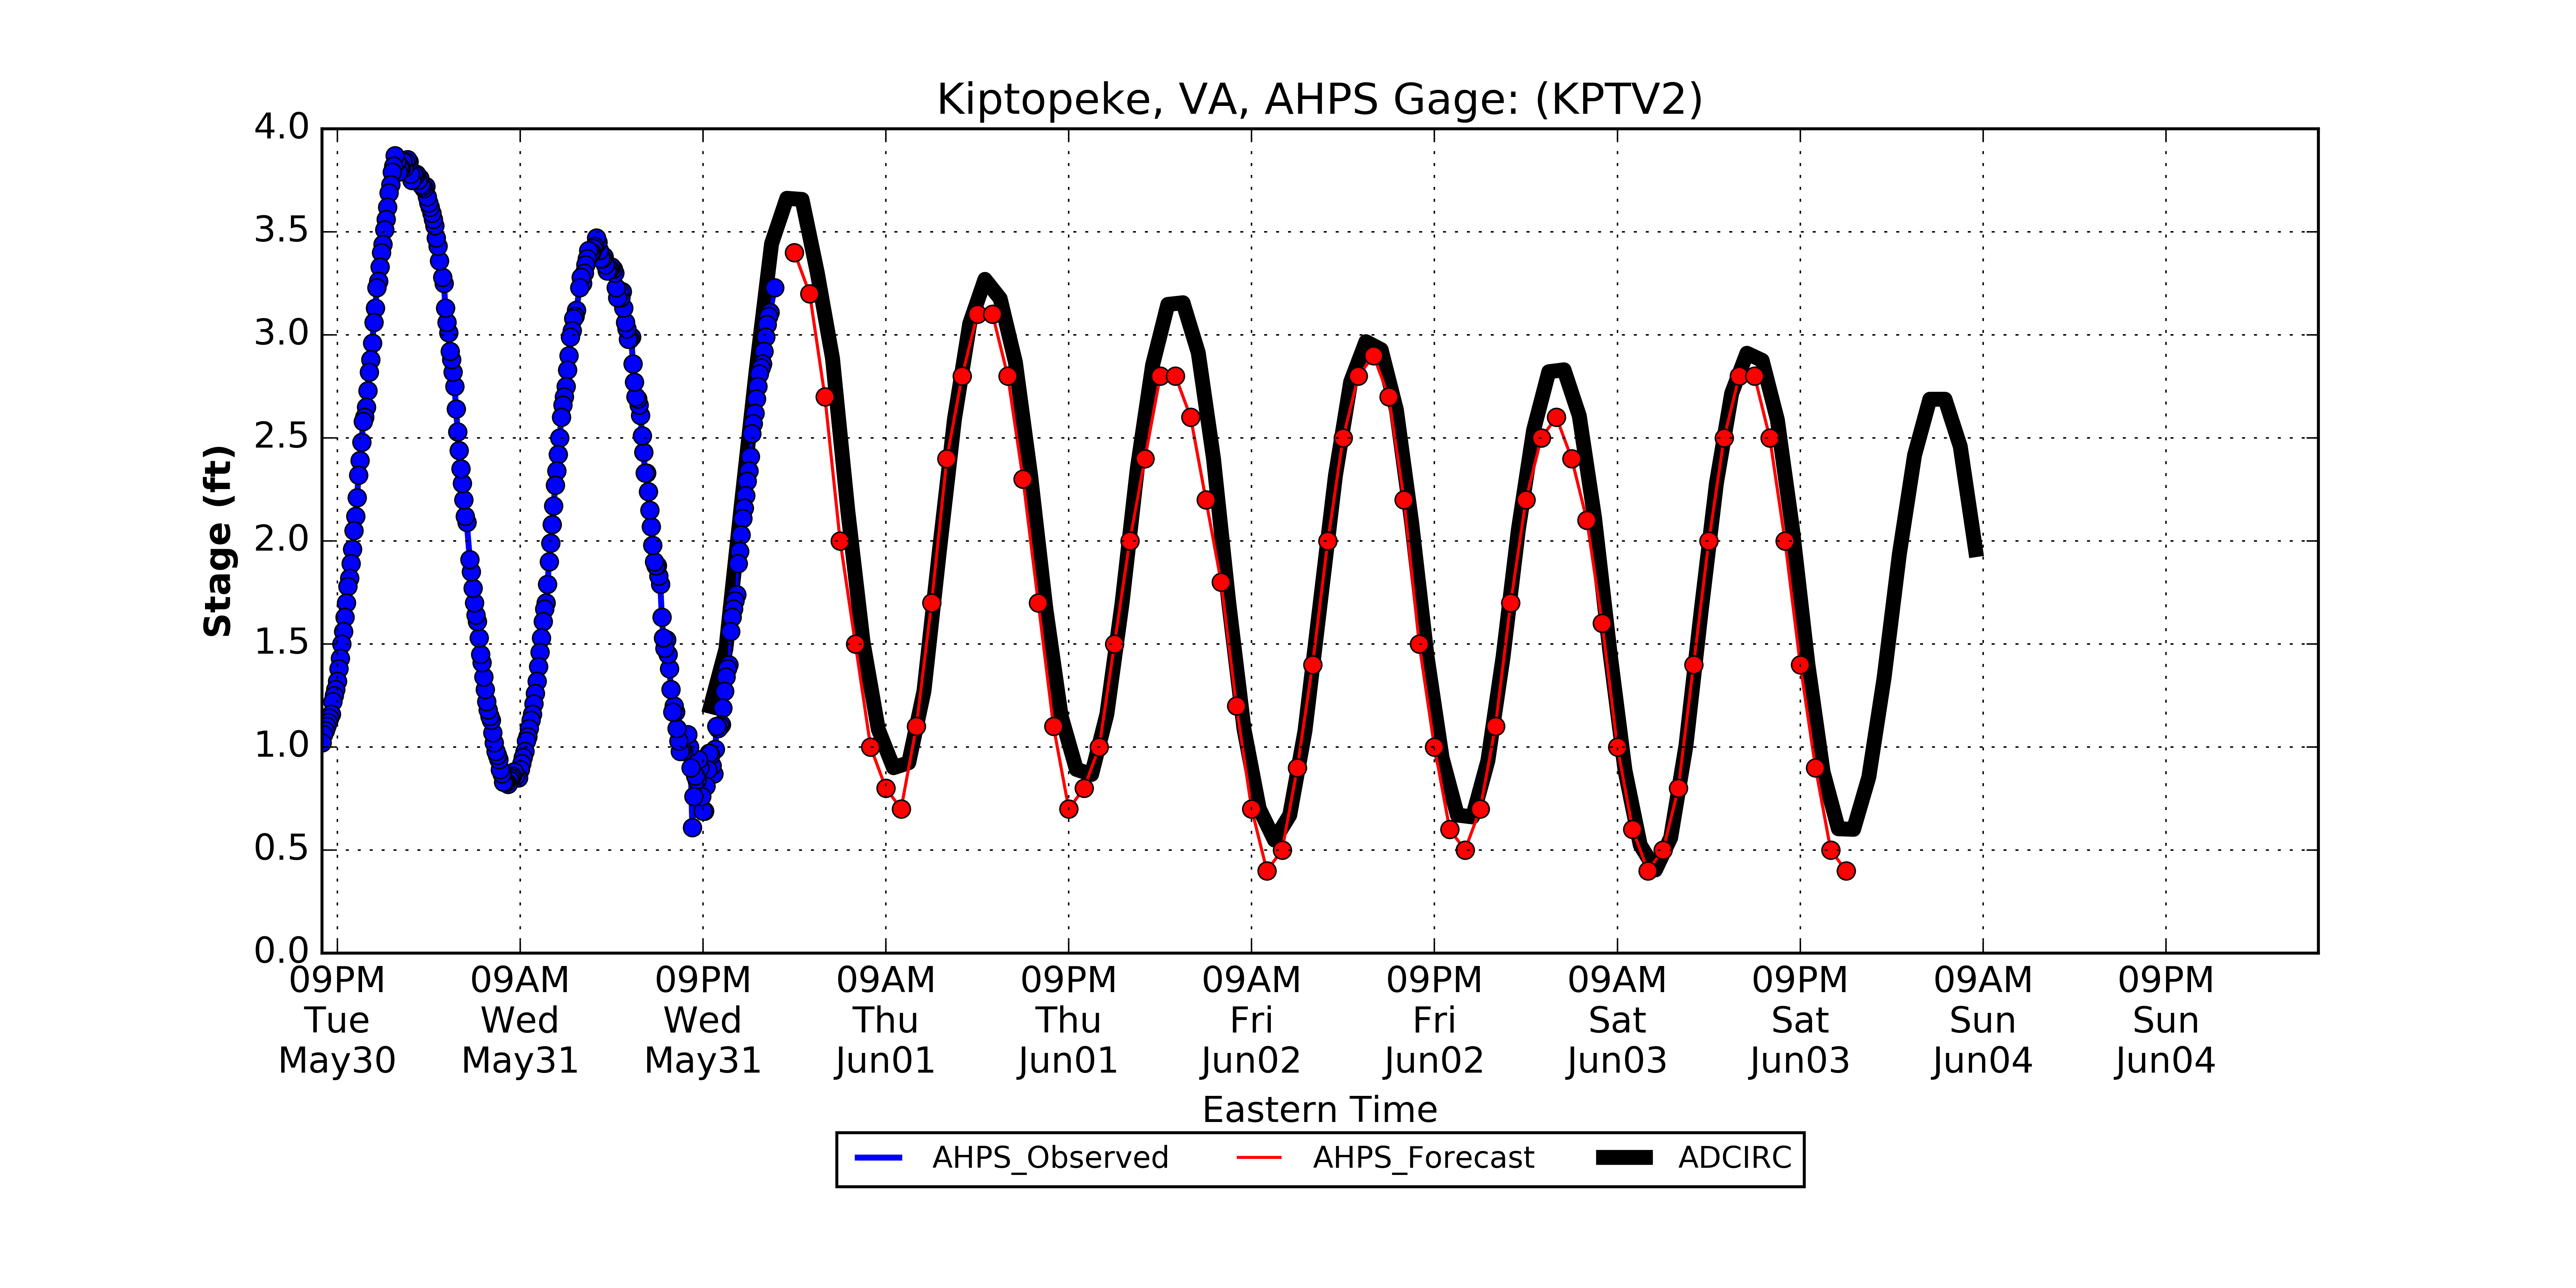 Kiptopeke, VA, AHPS Gage: (KPTV2)
4.0
3.5
3.0
2.5
2.0
1.5
1.0
0.5
0.0
Stage (ft)
09PM 09AM 09PM 09AM 09PM 09AM 09PM 09AM 09PM 09AM 09PM
Tue Wed Wed Thu Thu Fri Fri Sat Sat Sun Sun
May30 May31 May31 Jun01 Jun01 Jun02 Jun02 Jun03 Jun03 Jun04 Jun04
Eastern Time
AHPS_Observed AHPS_Forecast ADCIRC